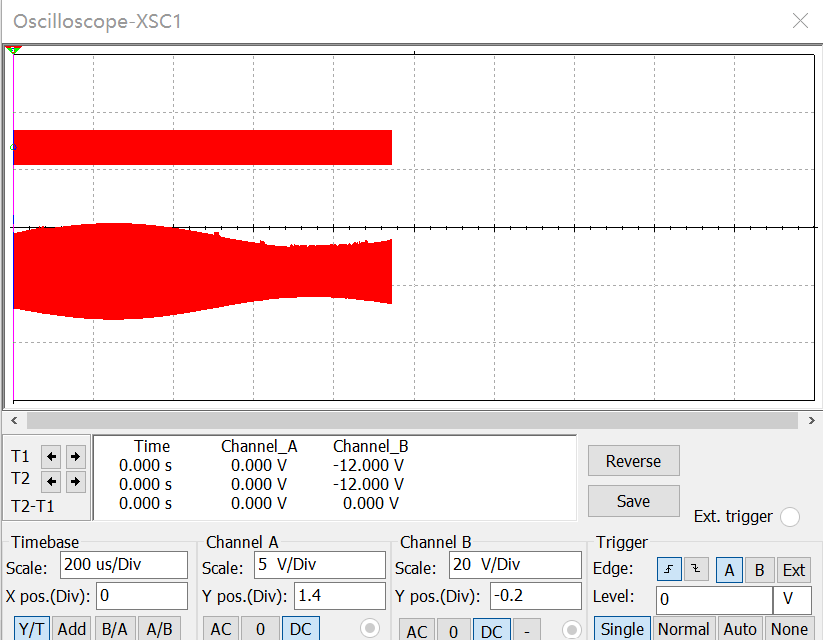 Oscilloscope-XSC1
Time Channel_A Channel_B
T1 0.000 s 0.000 V -12.000 V
T2 0.000 s 0.000 V -12.000 V
T2-T1 0.000 s 0.000 V 0.000 V
Reverse
Save
Ext. trigger
Timebase
Scale: 200 us/Div
X pos.(Div): 0
Y/T Add B/A A/B
Channel A
Scale: 5 V/Div
Y pos.(Div): 1.4
AC 0 DC
Channel B
Scale: 20 V/Div
Y pos.(Div): -0.2
AC 0 DC -
Trigger
Edge: A B Ext
Level: 0 V
Single Normal Auto None